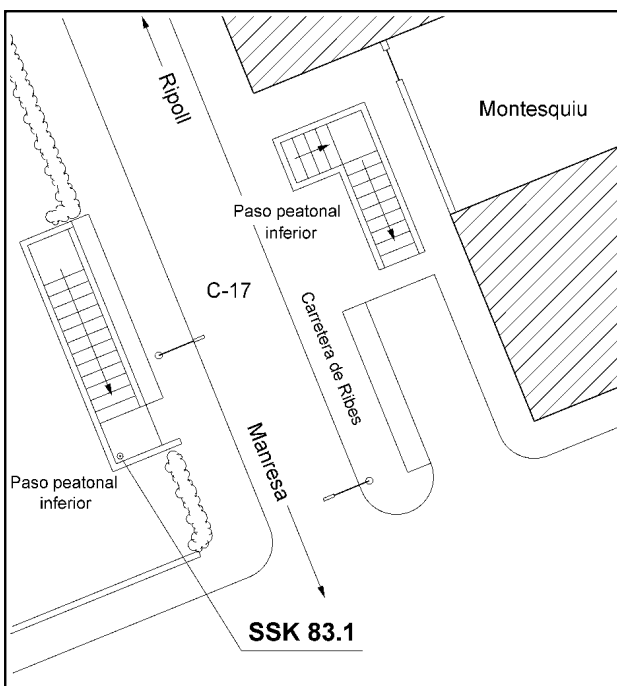 Ripoll
Montesquiu
Paso peatonal
inferior
C-17
Carretera de Ribes
Manresa
Paso peatonal
inferior
SSK 83.1